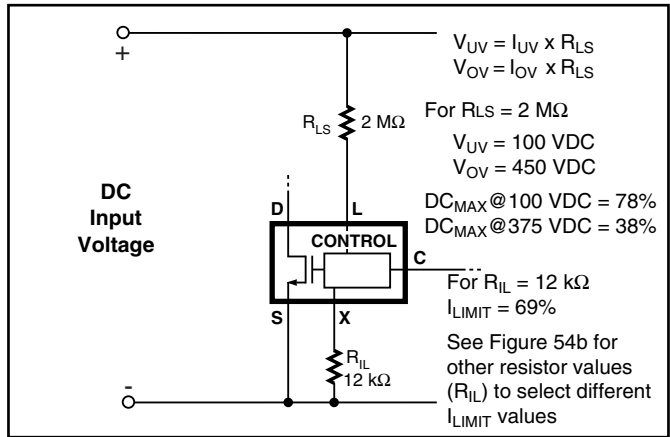 +
V_UV = I_UV x R_LS
V_OV = I_OV x R_LS
R_LS
2 MΩ
For RLS = 2 MΩ
V_UV = 100 VDC
V_OV = 450 VDC
DC
Input
Voltage
DC_MAX@100 VDC = 78%
DC_MAX@375 VDC = 38%
D
L
CONTROL
C
For R_IL = 12 kΩ
I_LIMIT = 69%
S
X
R_IL
12 kΩ
See Figure 54b for
other resistor values
(R_IL) to select different
I_LIMIT values
-